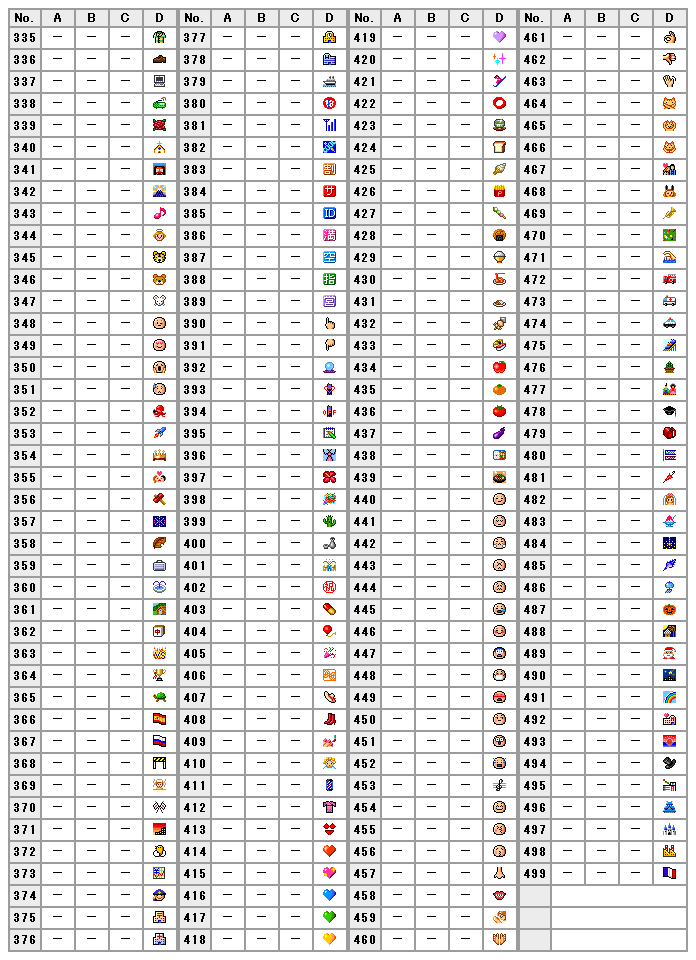 No. A B C D No. A B C D No. A B C D No. A B C D
335 — — — 377 — — — 419 — — — 461 — — —
336 — — — 378 — — — 420 — — — 462 — — —
337 — — — 379 — — — 421 — — — 463 — — —
338 — — — 380 — — — 422 — — — 464 — — —
339 — — — 381 — — — 423 — — — 465 — — —
340 — — — 382 — — — 424 — — — 466 — — —
341 — — — 383 — — — 425 — — — 467 — — —
342 — — — 384 — — — サ 426 — — — 468 — — —
343 — — — 385 — — — ID 427 — — — 469 — — —
344 — — — 386 — — — 428 — — — 470 — — —
345 — — — 387 — — — 空 429 — — — 471 — — —
346 — — — 388 — — — 指 430 — — — 472 — — —
347 — — — 389 — — — 431 — — — 473 — — —
348 — — — 390 — — — 432 — — — 474 — — —
349 — — — 391 — — — 433 — — — 475 — — —
350 — — — 392 — — — 434 — — — 476 — — —
351 — — — 393 — — — 435 — — — 477 — — —
352 — — — 394 — — — 436 — — — 478 — — —
353 — — — 395 — — — 437 — — — 479 — — —
354 — — — 396 — — — 438 — — — 480 — — —
355 — — — 397 — — — 439 — — — 481 — — —
356 — — — 398 — — — 440 — — — 482 — — —
357 — — — 399 — — — 441 — — — 483 — — —
358 — — — 400 — — — 442 — — — 484 — — —
359 — — — 401 — — — 443 — — — 485 — — —
360 — — — 402 — — — 祝 444 — — — 486 — — —
361 — — — 403 — — — 445 — — — 487 — — —
362 — — — 404 — — — 446 — — — 488 — — —
363 — — — 405 — — — 447 — — — 489 — — —
364 — — — 406 — — — 448 — — — 490 — — —
365 — — — 407 — — — 449 — — — 491 — — —
366 — — — 408 — — — 450 — — — 492 — — —
367 — — — 409 — — — 451 — — — 493 — — —
368 — — — 410 — — — 452 — — — 494 — — —
369 — — — 411 — — — 453 — — — 495 — — —
370 — — — 412 — — — 454 — — — 496 — — —
371 — — — 413 — — — 455 — — — 497 — — —
372 — — — 414 — — — 456 — — — 498 — — —
373 — — — 415 — — — 457 — — — 499 — — —
374 — — — 416 — — — 458 — — —
375 — — — 417 — — — 459 — — —
376 — — — 418 — — — 460 — — —